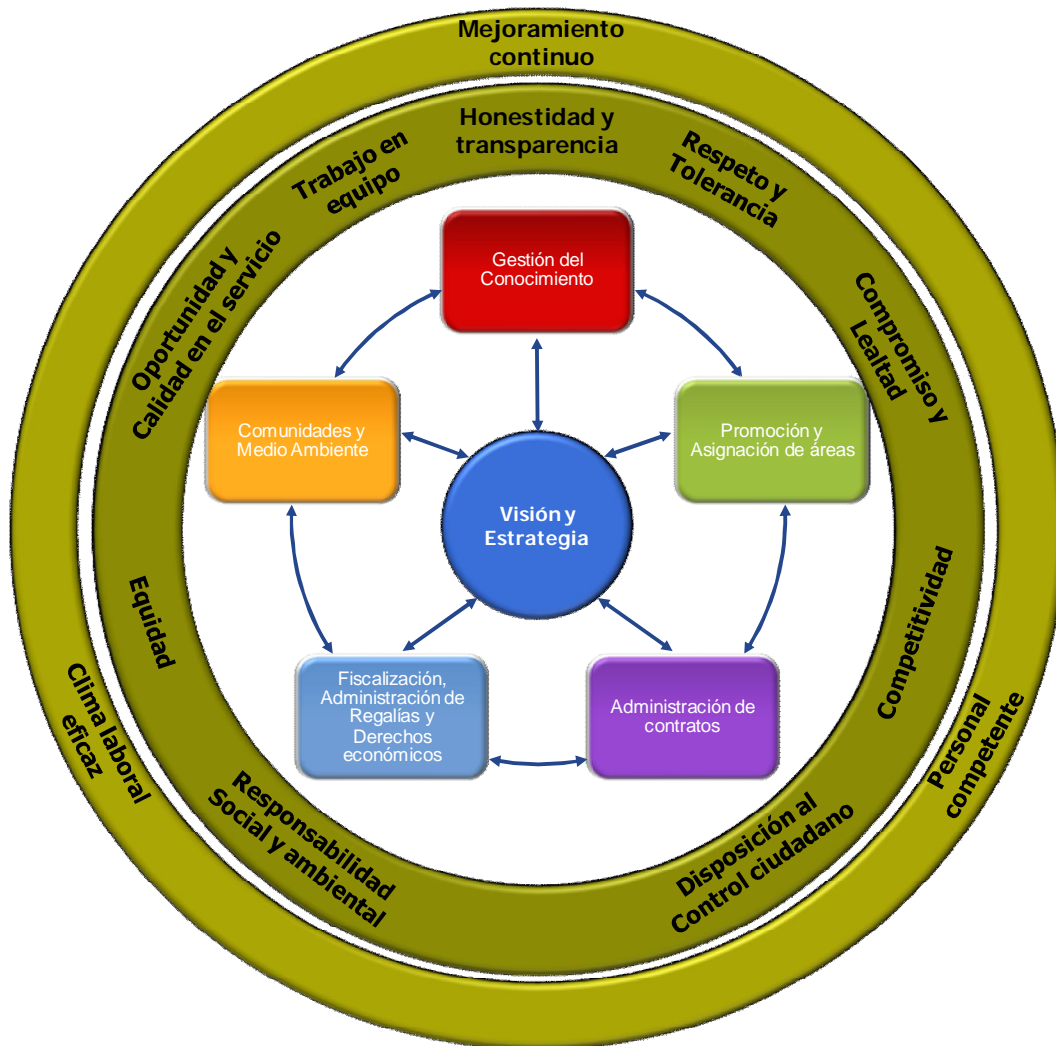 Mejoramiento
continuo
Honestidad y
transparencia
Trabajo en
equipo
Respeto y
Tolerancia
Oportunidad y
Calidad en el servicio
Compromiso y
Lealtad
Gestión del
Conocimiento
Comunidades y
Medio Ambiente
Promoción y
Asignación de áreas
Visión y
Estrategia
Equidad
Competitividad
Fiscalización,
Administración de
Regalías y
Derechos
económicos
Administración de
contratos
Clima laboral
eficaz
Personal
competente
Responsabilidad
Social y ambiental
Disposición al
Control ciudadano